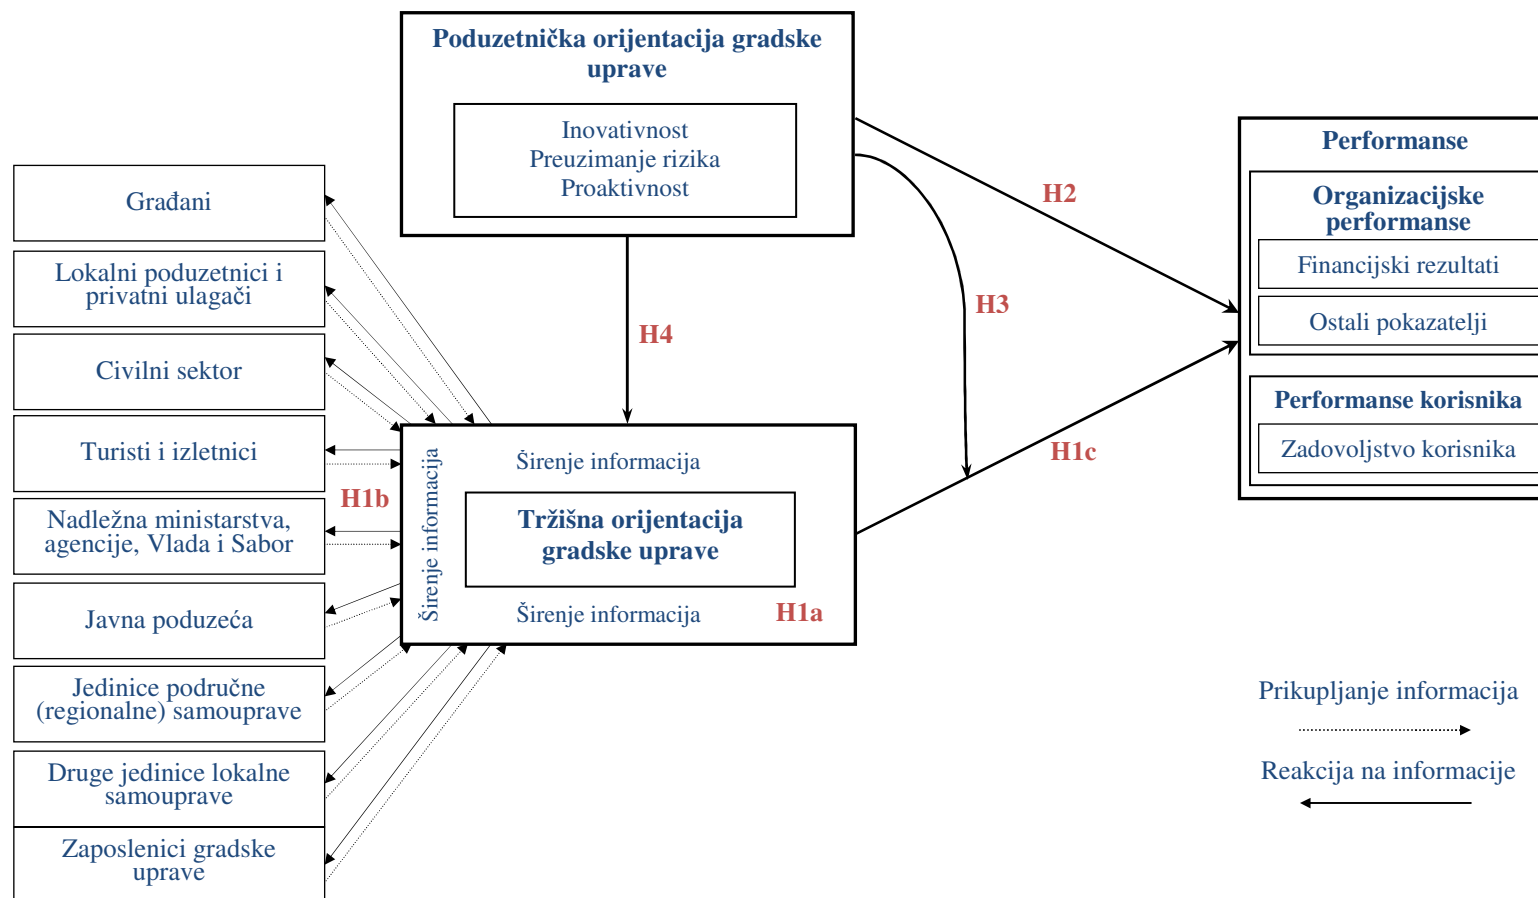 Poduzetnička orijentacija gradske
uprave
Inovativnost
Preuzimanje rizika
Proaktivnost
Građani
Lokalni poduzetnici i
privatni ulagači
Civilni sektor
Turisti i izletnici
Nadležna ministarstva,
agencije, Vlada i Sabor
Javna poduzeća
Jedinice područne
(regionalne) samouprave
Druge jedinice lokalne
samouprave
Zaposlenici gradske
uprave
H1b
H4
H3
H2
H1c
Širenje informacija
Širenje informacija
Tržišna orijentacija
gradske uprave
Širenje informacija
H1a
Performanse
Organizacijske
performanse
Financijski rezultati
Ostali pokazatelji
Performanse korisnika
Zadovoljstvo korisnika
Prikupljanje informacija
Reakcija na informacije